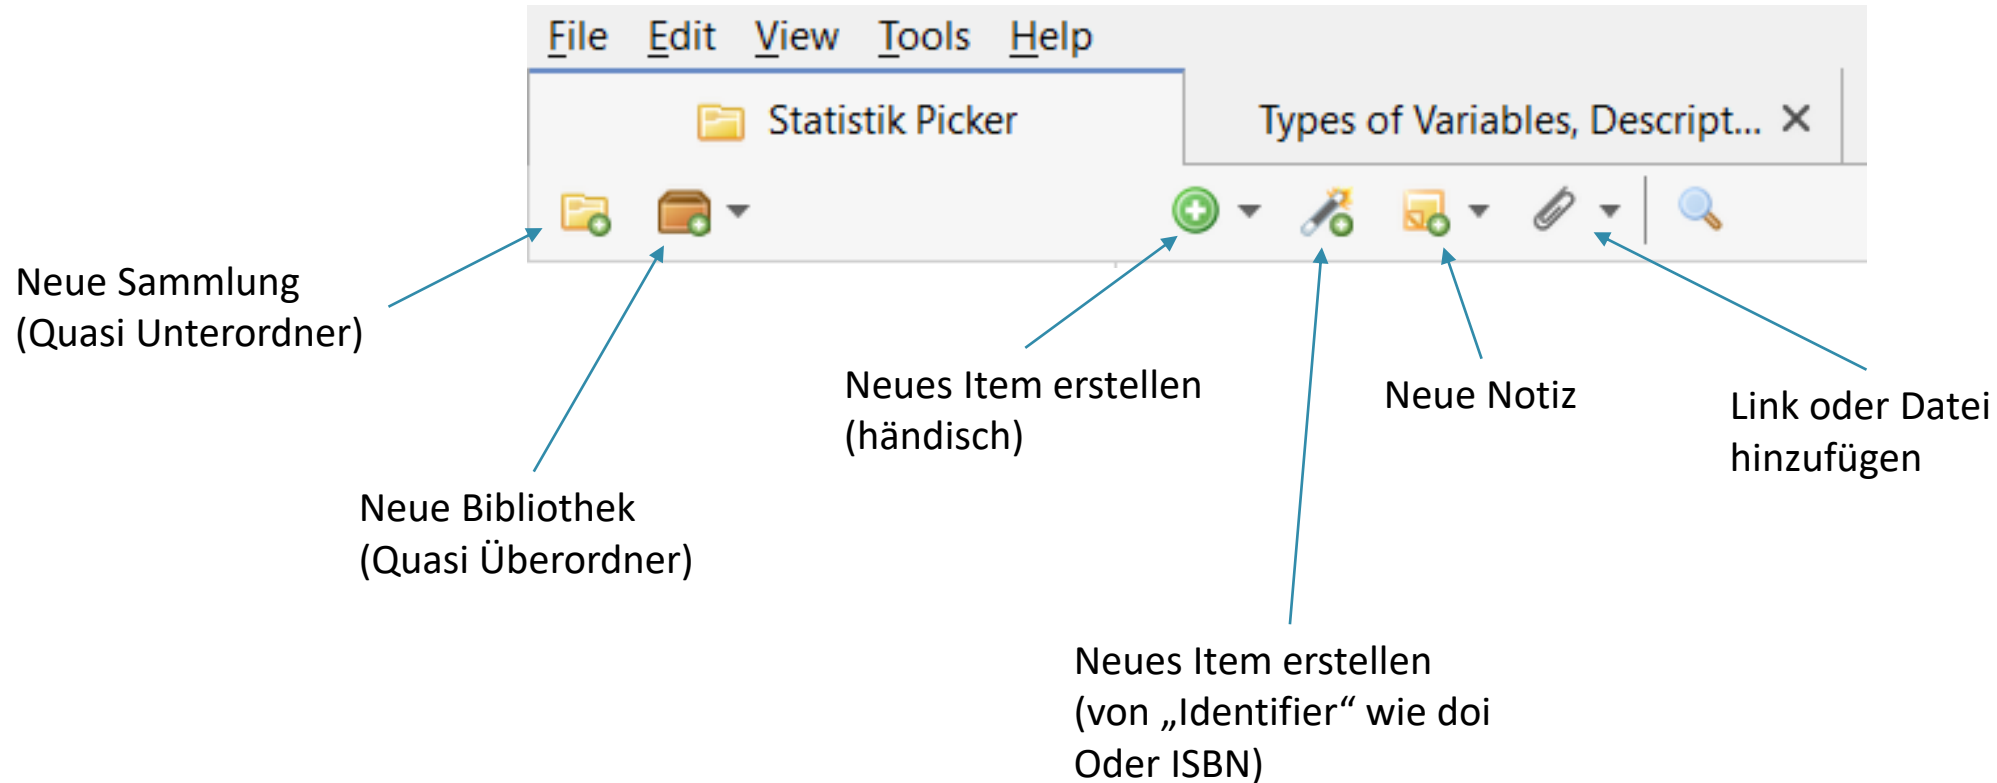 File Edit View Tools Help
Statistik Picker
Types of Variables, Descript...
Neue Sammlung
(Quasi Unterordner)
Neue Bibliothek
(Quasi Überordner)
Neues Item erstellen
(händisch)
Neues Item erstellen
(von „Identifier“ wie doi
Oder ISBN)
Neue Notiz
Link oder Datei
hinzufügen